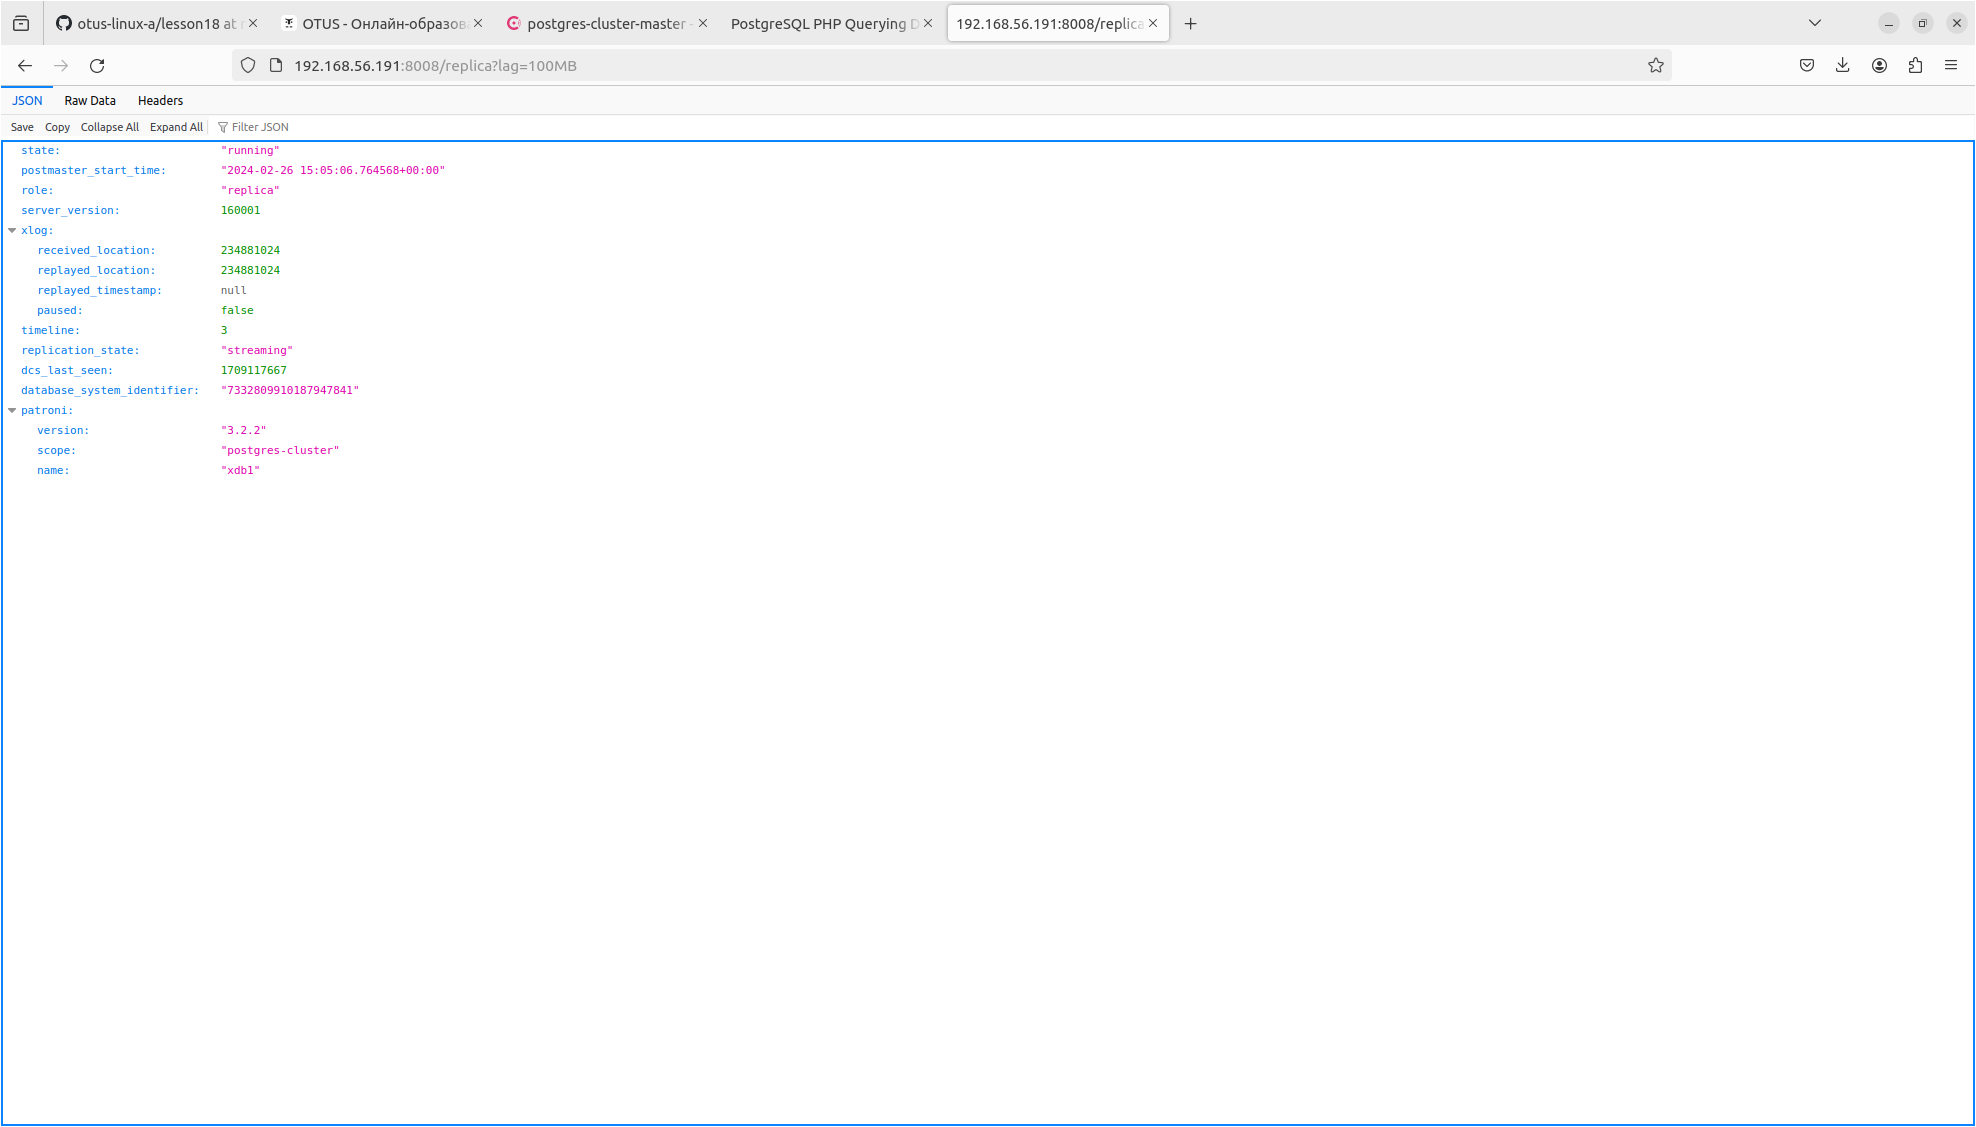 otus-linux-a/lesson18 at
OTUS - Онлайн-образов
postgres-cluster-master -
PostgreSQL PHP Querying D
192.168.56.191:8008/replica
192.168.56.191:8008/replica?lag=100MB
JSON Raw Data Headers
Save Copy Collapse All Expand All Filter JSON
state: "running"
postmaster_start_time: "2024-02-26 15:05:06.764568+00:00"
role: "replica"
server_version: 160001
xlog:
received_location: 234881024
replayed_location: 234881024
replayed_timestamp: null
paused: false
timeline: 3
replication_state: "streaming"
dcs_last_seen: 1709117667
database_system_identifier: "7332809910187947841"
patroni:
version: "3.2.2"
scope: "postgres-cluster"
name: "xdb1"